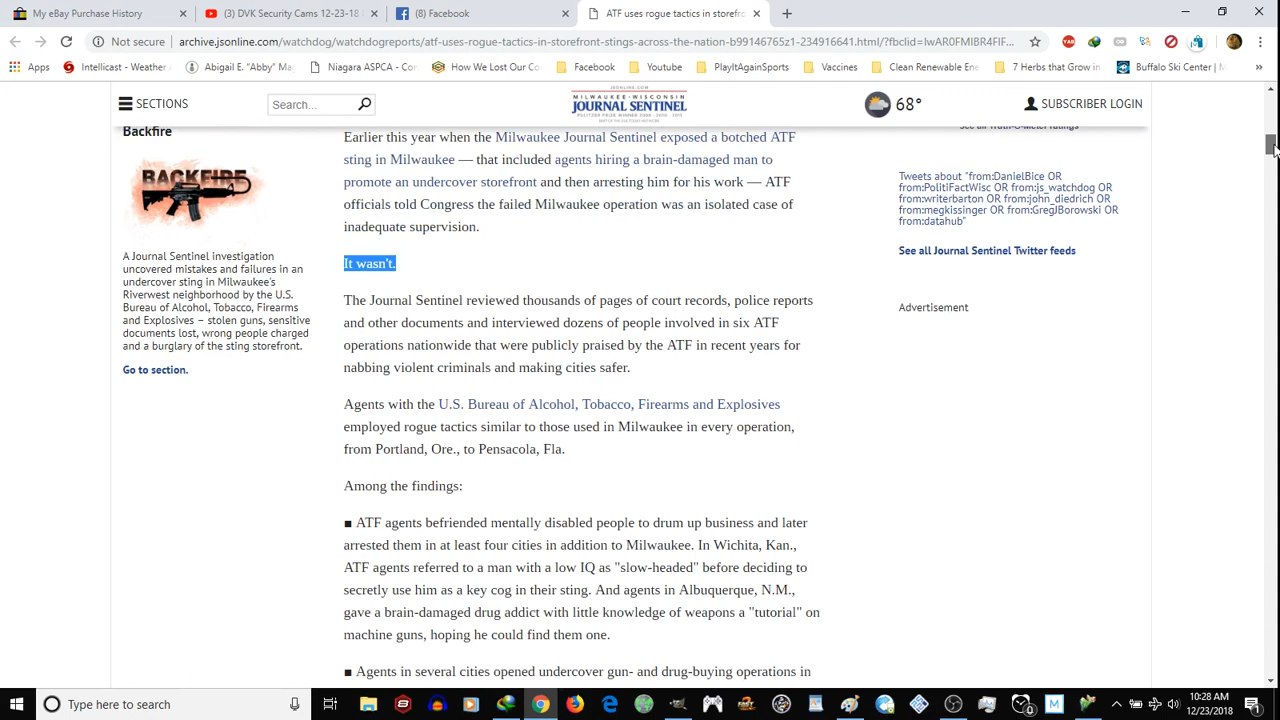 My eBay Purchase History
(3) DVK Security Cams 12-23-18
(8) Facebook
ATF uses rogue tactics in storefr
Not secure
archive.jsonline.com/watchdog/watchdogreports/atf-uses-rogue-tactics-in-storefront-stings-across-the-nation-b99146765z1-234916641.html/?fbclid=IwAR0FMIBR4FIF...
Apps
Intellicast - Weather
Abigail E. "Abby" Ma
Niagara ASPCA - Co
How We Lost Our Co
Facebook
Youtube
PlayItAgainSports
Vaccines
Clean Renewable En
7 Herbs that Grow in
Buffalo Ski Center |
»
SECTIONS
Search...
JSONLINE.COM
MILWAUKEE • WISCONSIN
JOURNAL SENTINEL
68°
SUBSCRIBER LOGIN
Backfire
BACKFIRE
A Journal Sentinel investigation
uncovered mistakes and failures in an
undercover sting in Milwaukee's
Riverwest neighborhood by the U.S.
Bureau of Alcohol, Tobacco, Firearms
and Explosives – stolen guns, sensitive
documents lost, wrong people charged
and a burglary of the sting storefront.
Go to section.
Earlier this year when the Milwaukee Journal Sentinel exposed a botched ATF
sting in Milwaukee — that included agents hiring a brain-damaged man to
promote an undercover storefront and then arresting him for his work — ATF
officials told Congress the failed Milwaukee operation was an isolated case of
inadequate supervision.
It wasn't.
The Journal Sentinel reviewed thousands of pages of court records, police reports
and other documents and interviewed dozens of people involved in six ATF
operations nationwide that were publicly praised by the ATF in recent years for
nabbing violent criminals and making cities safer.
Agents with the U.S. Bureau of Alcohol, Tobacco, Firearms and Explosives
employed rogue tactics similar to those used in Milwaukee in every operation,
from Portland, Ore., to Pensacola, Fla.
Among the findings:
■ ATF agents befriended mentally disabled people to drum up business and later
arrested them in at least four cities in addition to Milwaukee. In Wichita, Kan.,
ATF agents referred to a man with a low IQ as "slow-headed" before deciding to
secretly use him as a key cog in their sting. And agents in Albuquerque, N.M.,
gave a brain-damaged drug addict with little knowledge of weapons a "tutorial" on
machine guns, hoping he could find them one.
■ Agents in several cities opened undercover gun- and drug-buying operations in
See all Truth-O-Meter ratings
Tweets about "from:DanielBice OR
from:PolitiFactWisc OR from:js_watchdog OR
from:writerbarton OR from:john_diedrich OR
from:megkissinger OR from:GregJBorowski OR
from:datahub"
See all Journal Sentinel Twitter feeds
Advertisement
Type here to search
10:28 AM
12/23/2018